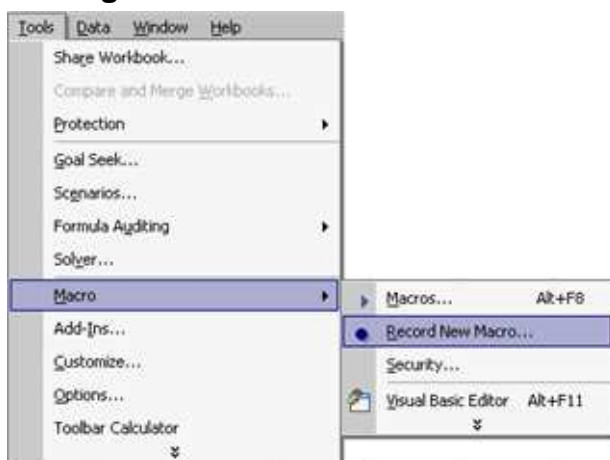 Tools Data Window Help
Share Workbook...
Compare and Merge Workbooks...
Protection
Goal Seek...
Scenarios...
Formula Auditing
Solver...
Macro
Macros... Alt+F8
Add-Ins...
Record New Macro...
Customize...
Security...
Options...
Visual Basic Editor Alt+F11
Toolbar Calculator